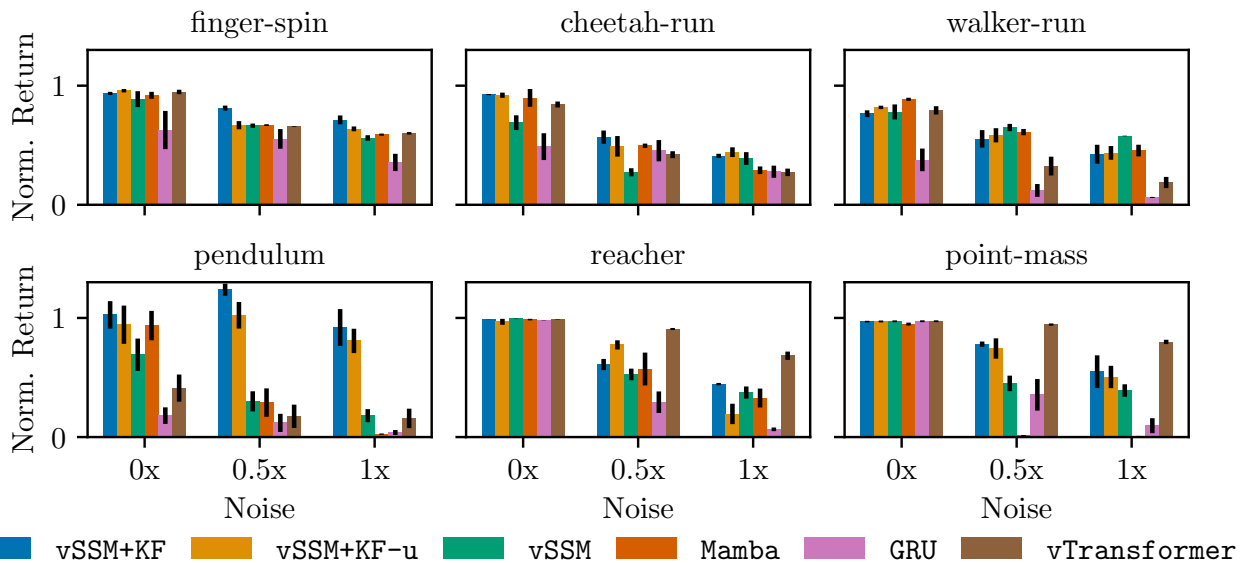 finger-spin cheetah-run walker-run
Norm. Return
1
0
pendulum reacher point-mass
Norm. Return
1
0
0x 0.5x 1x 0x 0.5x 1x 0x 0.5x 1x
Noise Noise Noise
vSSM+KF vSSM+KF-u vSSM Mamba GRU vTransformer